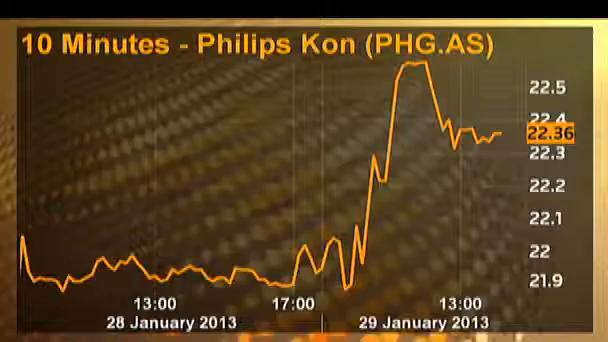 10 Minutes - Philips Kon (PHG.AS)
22.5
22.4
22.36
22.3
22.2
22.1
22
21.9
13:00 17:00 13:00
28 January 2013 29 January 2013